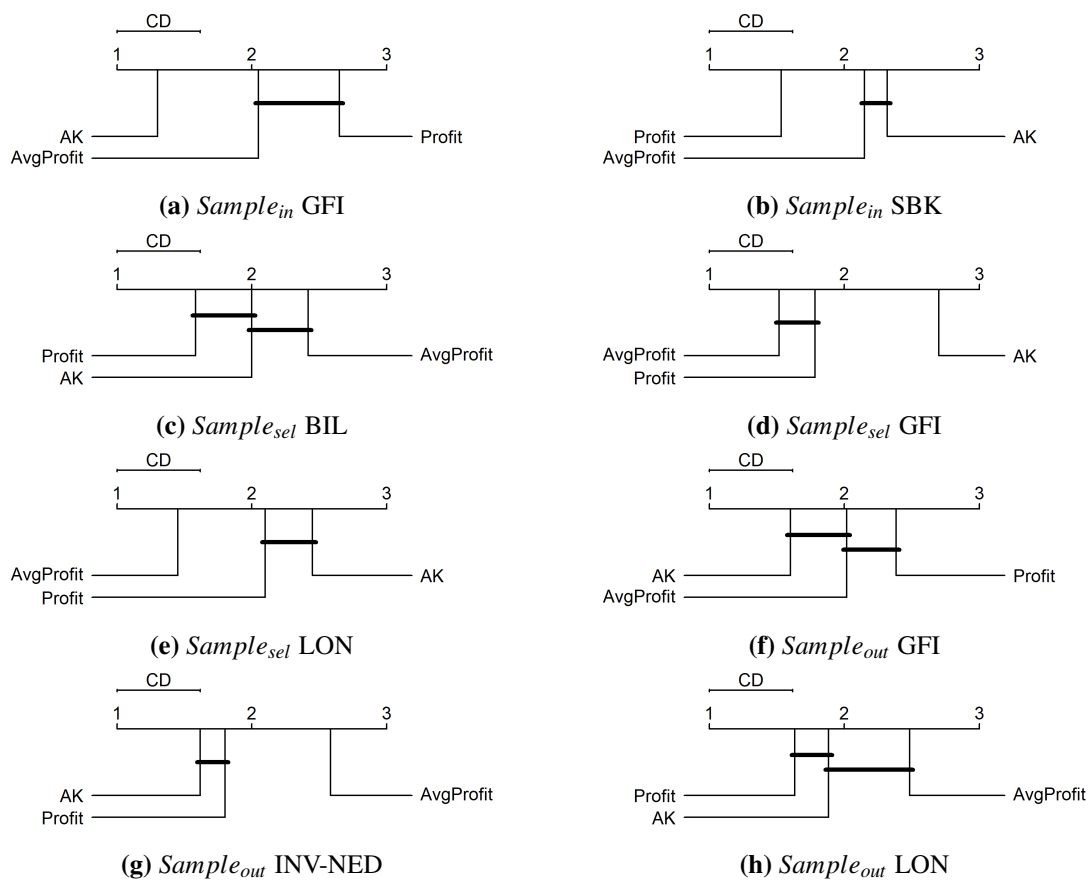 CD
1 2 3
AK
Profit
AvgProfit
(a) Sample_in GFI
CD
1 2 3
Profit
AK
AvgProfit
(b) Sample_in SBK
CD
1 2 3
Profit
AvgProfit
AK
(c) Sample_sel BIL
CD
1 2 3
AvgProfit
AK
Profit
(d) Sample_sel GFI
CD
1 2 3
AvgProfit
AK
Profit
(e) Sample_sel LON
CD
1 2 3
AK
Profit
AvgProfit
(f) Sample_out GFI
CD
1 2 3
AK
AvgProfit
Profit
(g) Sample_out INV-NED
CD
1 2 3
Profit
AvgProfit
AK
(h) Sample_out LON